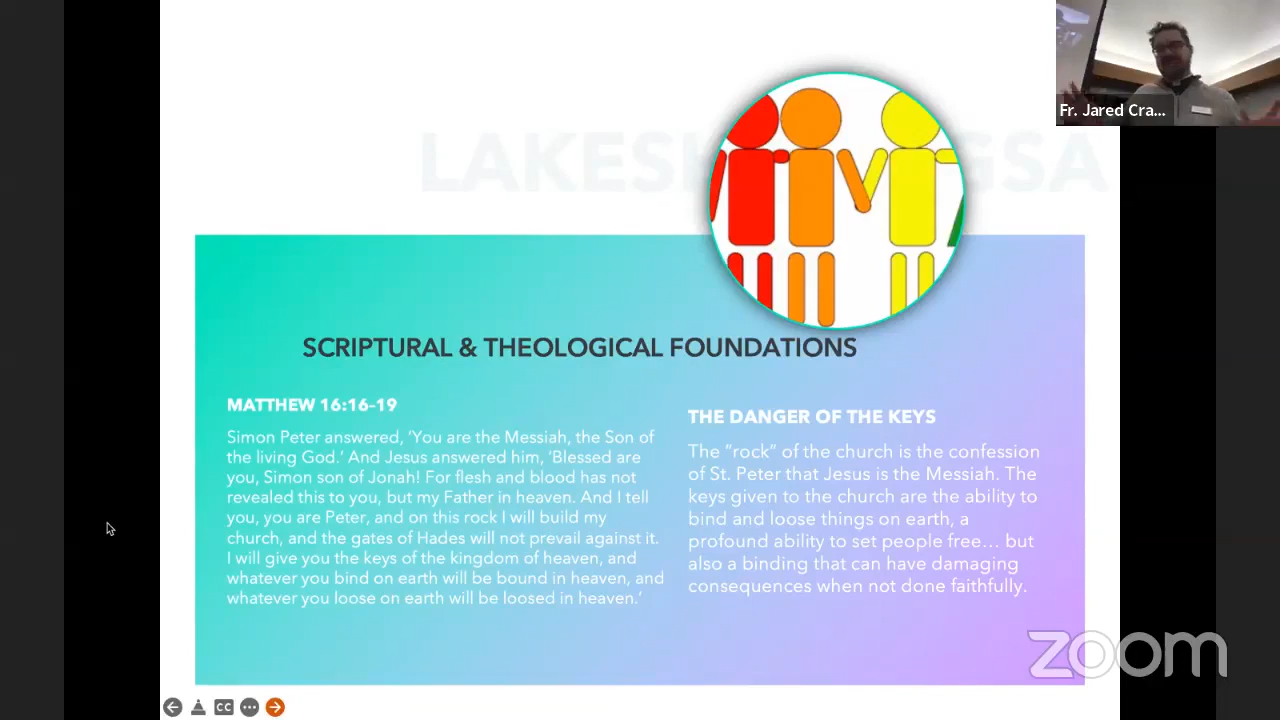 Fr. Jared Cra...
LAKES
GSA
SCRIPTURAL & THEOLOGICAL FOUNDATIONS
MATTHEW 16:16-19
Simon Peter answered, ‘You are the Messiah, the Son of
the living God.’ And Jesus answered him, ‘Blessed are
you, Simon son of Jonah! For flesh and blood has not
revealed this to you, but my Father in heaven. And I tell
you, you are Peter, and on this rock I will build my
church, and the gates of Hades will not prevail against it.
I will give you the keys of the kingdom of heaven, and
whatever you bind on earth will be bound in heaven, and
whatever you loose on earth will be loosed in heaven.’
THE DANGER OF THE KEYS
The “rock” of the church is the confession
of St. Peter that Jesus is the Messiah. The
keys given to the church are the ability to
bind and loose things on earth, a
profound ability to set people free… but
also a binding that can have damaging
consequences when not done faithfully.
zoom
CC